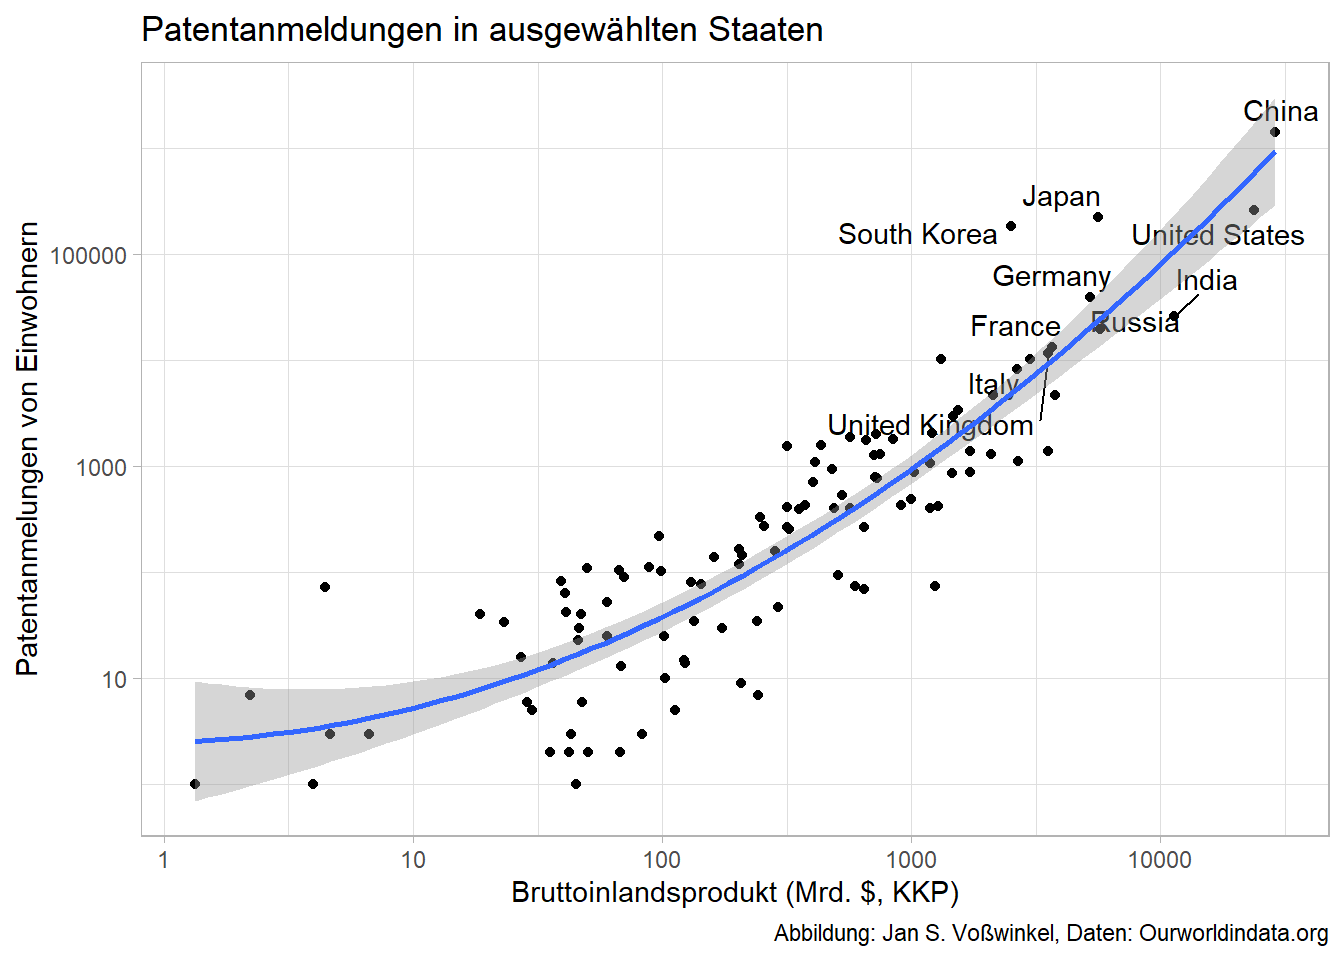 Patentanmeldungen in ausgewählten Staaten
Patentanmelungen von Einwohnern
100000
1000
10
China
Japan
South Korea
United States
Germany
India
France
Russia
Italy
United Kingdom
1
10
100
1000
10000
Bruttoinlandsprodukt (Mrd. $, KKP)
Abbildung: Jan S. Voßwinkel, Daten: Ourworldindata.org